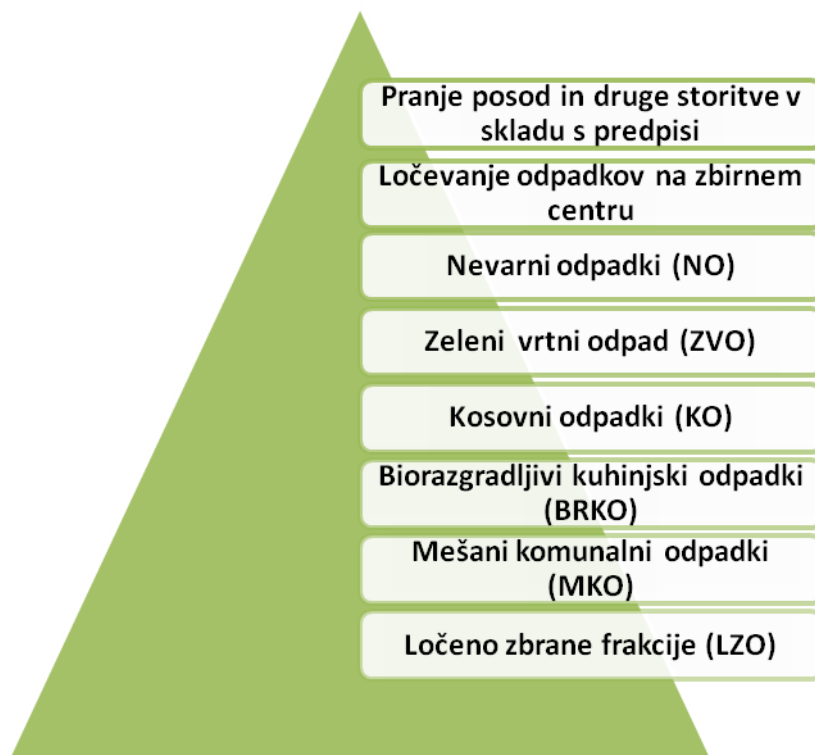 Pranje posod in druge storitve v
skladu s predpisi
Ločevanje odpadkov na zbirnem
centru
Nevarni odpadki (NO)
Zeleni vrtni odpad (ZVO)
Kosovni odpadki (KO)
Biorazgradljivi kuhinjski odpadki
(BRKO)
Mešani komunalni odpadki
(MKO)
Ločeno zbrane frakcije (LZO)